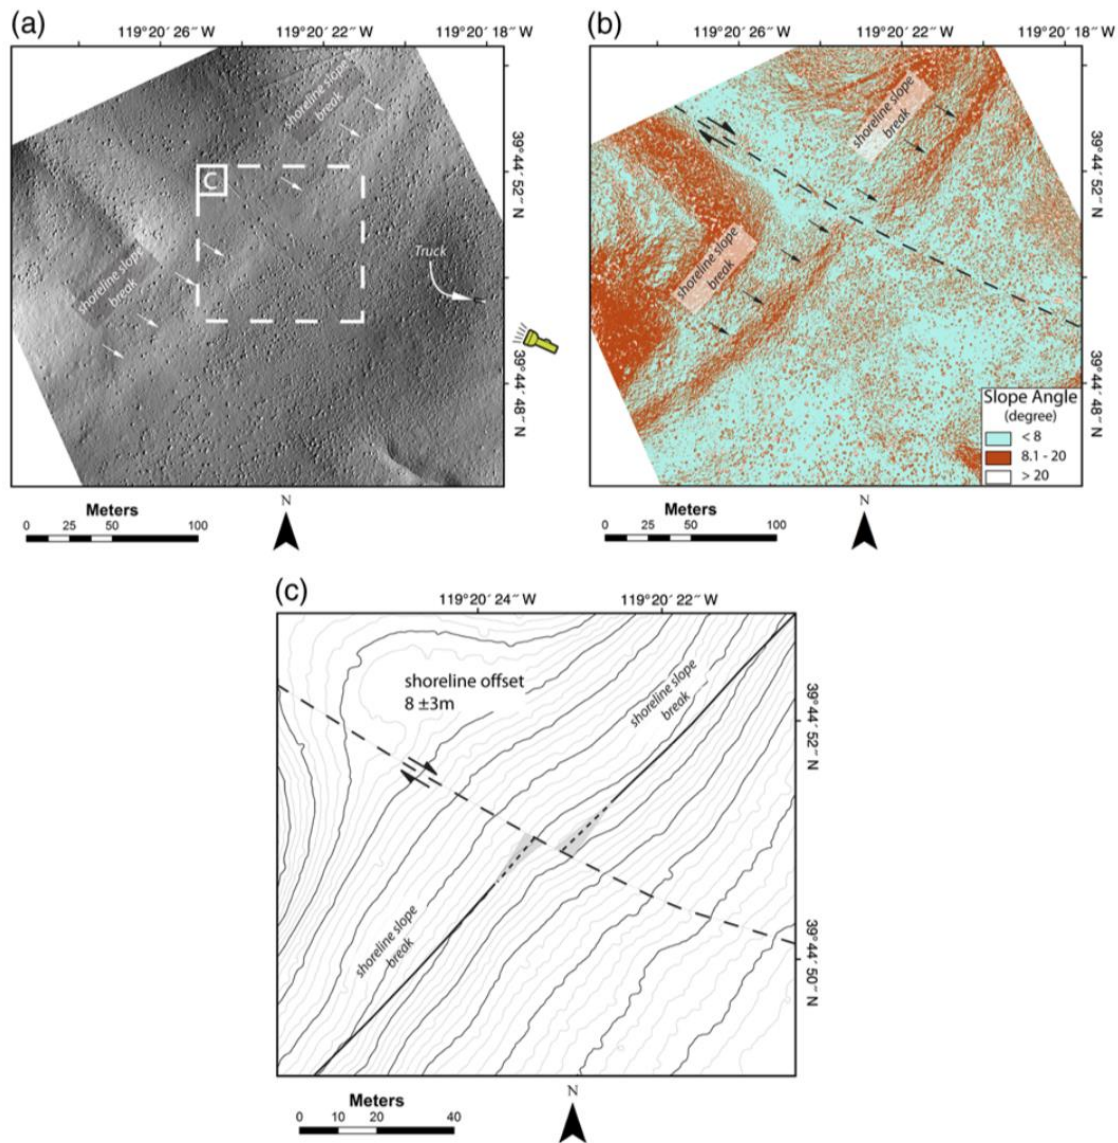 (a)
119°20´26˝W
119°20´22˝W
119°20´18˝W
shoreline slope
break
C
shoreline slope
break
Truck
39°44´52˝N
39°44´48˝N
Meters
0 25 50 100
N
(b)
119°20´26˝W
119°20´22˝W
119°20´18˝W
shoreline slope
break
shoreline slope
break
39°44´52˝N
39°44´48˝N
Slope Angle
(degree)
< 8
8.1 - 20
> 20
Meters
0 25 50 100
N
(c)
119°20´24˝W
119°20´22˝W
shoreline offset
8 ±3m
shoreline slope
break
shoreline slope
break
39°44´52˝N
39°44´50˝N
Meters
0 10 20 40
N